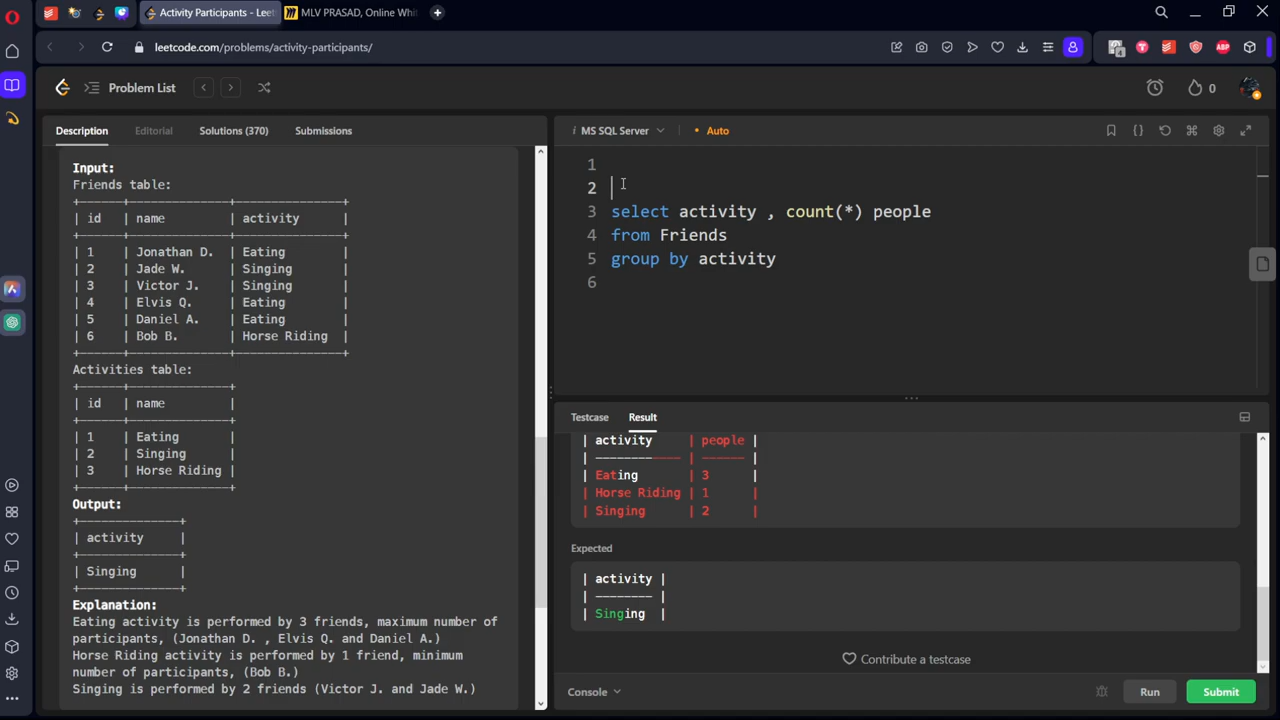 Activity Participants - Leet
MLV PRASAD, Online Whit
leetcode.com/problems/activity-participants/
Problem List
0
Description
Editorial
Solutions (370)
Submissions
Input:
Friends table:
| id | name | activity |
| 1 | Jonathan D. | Eating |
| 2 | Jade W. | Singing |
| 3 | Victor J. | Singing |
| 4 | Elvis Q. | Eating |
| 5 | Daniel A. | Eating |
| 6 | Bob B. | Horse Riding |
Activities table:
| id | name |
| 1 | Eating |
| 2 | Singing |
| 3 | Horse Riding |
Output:
| activity |
| Singing |
Explanation:
Eating activity is performed by 3 friends, maximum number of
participants, (Jonathan D. , Elvis Q. and Daniel A.)
Horse Riding activity is performed by 1 friend, minimum
number of participants, (Bob B.)
Singing is performed by 2 friends (Victor J. and Jade W.)
i MS SQL Server
• Auto
1
2
3 select activity , count(*) people
4 from Friends
5 group by activity
6
Testcase
Result
| activity | people |
| Eating | 3 |
| Horse Riding | 1 |
| Singing | 2 |
Expected
| activity |
| Singing |
Contribute a testcase
Console
Run
Submit